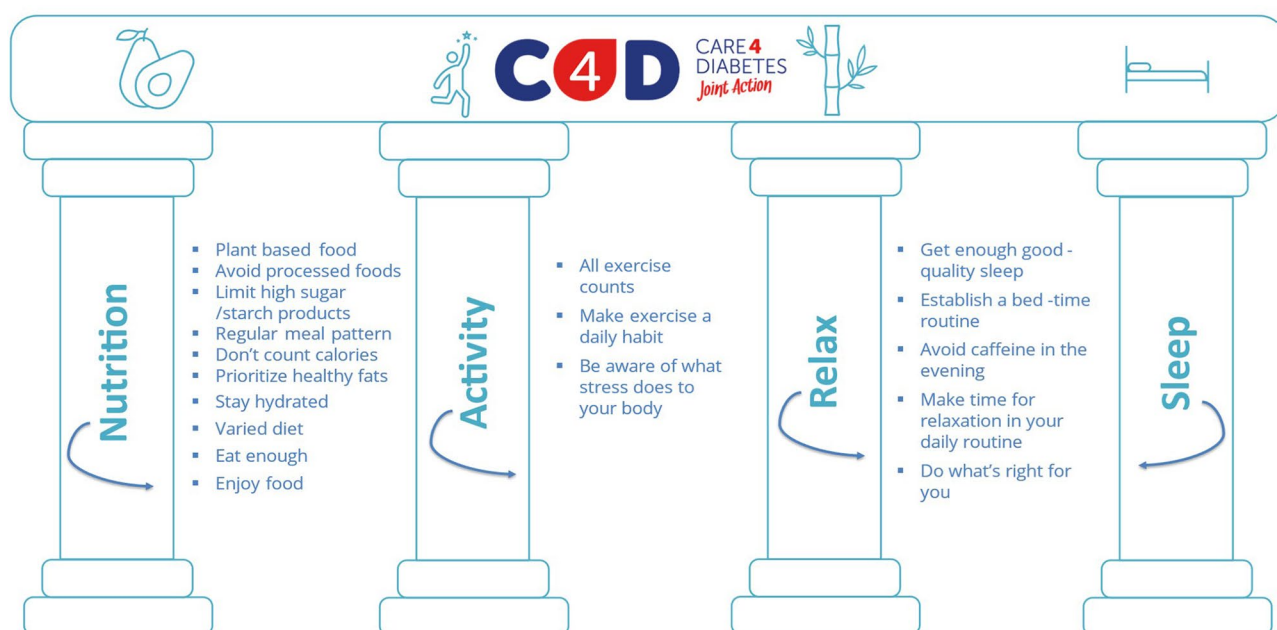 C4D
CARE4
DIABETES
Joint Action
Nutrition
▪ Plant based food
▪ Avoid processed foods
▪ Limit high sugar
/starch products
▪ Regular meal pattern
▪ Don't count calories
▪ Prioritize healthy fats
▪ Stay hydrated
▪ Varied diet
▪ Eat enough
▪ Enjoy food
Activity
▪ All exercise
counts
▪ Make exercise a
daily habit
▪ Be aware of what
stress does to
your body
Relax
▪ Get enough good -
quality sleep
▪ Establish a bed -time
routine
▪ Avoid caffeine in the
evening
▪ Make time for
relaxation in your
daily routine
▪ Do what's right for
you
Sleep